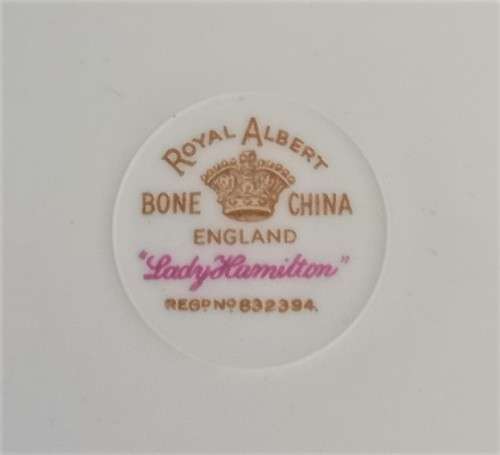 ROYAL ALBERT
BONE CHINA
ENGLAND
"Lady Hamilton"
REGD NO 832394.